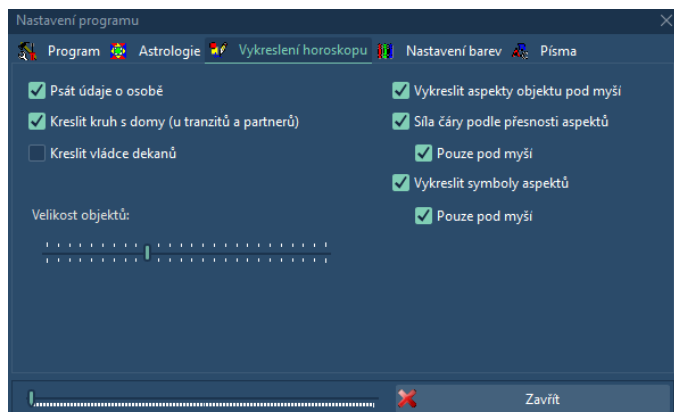 Nastavení programu
Program Astrologie Vykreslení horoskopu Nastavení barev Písma
Psát údaje o osobě
Kreslit kruh s domy (u tranzitů a partnerů)
Kreslit vládce dekanů
Velikost objektů:
Vykreslit aspekty objektu pod myší
Síla čáry podle přesnosti aspektů
Pouze pod myší
Vykreslit symboly aspektů
Pouze pod myší
Zavřít